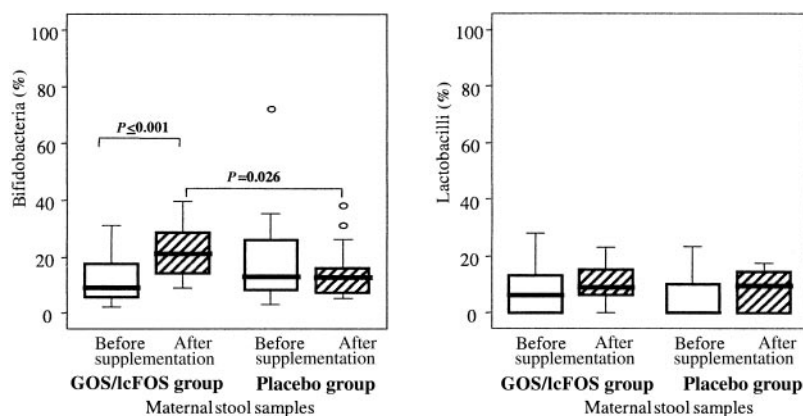 100
80
60
40
20
0
Bifidobacteria (%)
P≤0.001
P=0.026
Before After Before After
supplementation supplementation
GOS/lcFOS group Placebo group
Maternal stool samples
100
80
60
40
20
0
Lactobacilli (%)
Before After Before After
supplementation supplementation
GOS/lcFOS group Placebo group
Maternal stool samples